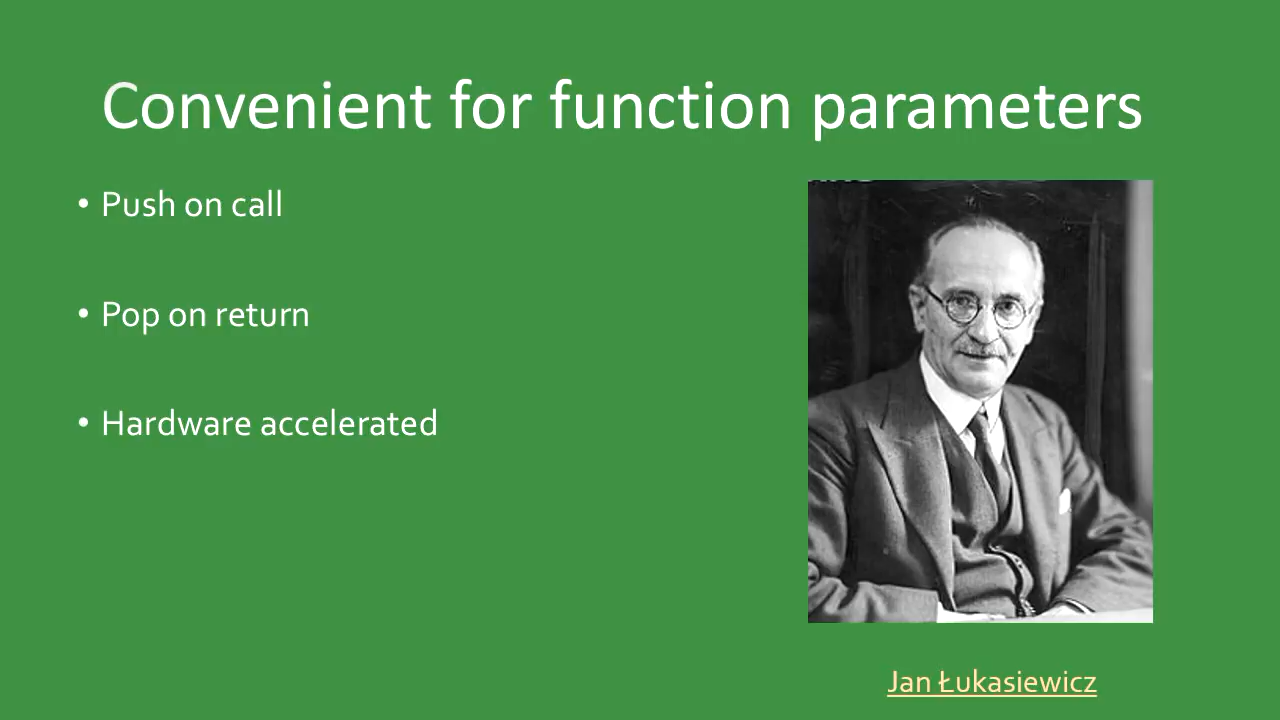 Convenient for function parameters
• Push on call
• Pop on return
• Hardware accelerated
Jan Łukasiewicz